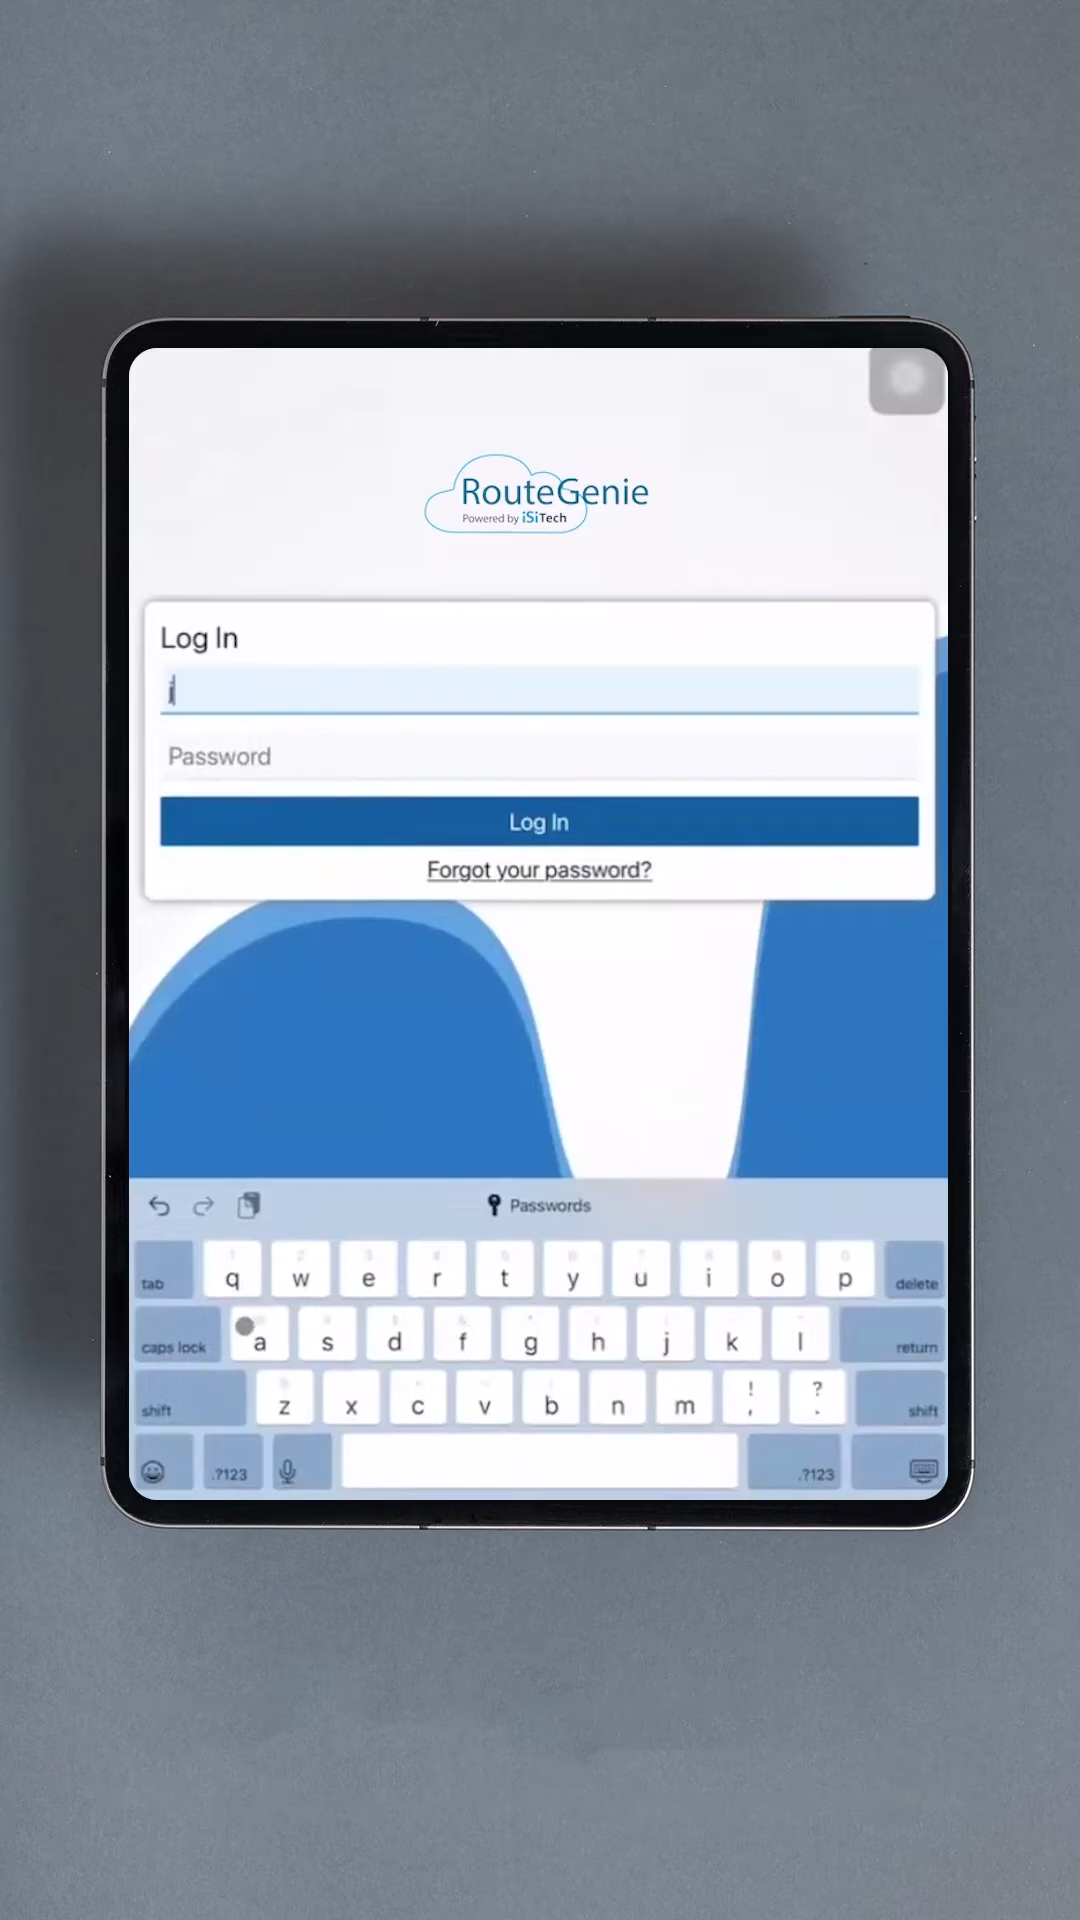 RouteGenie
Powered by iSiTech
Log In
j
Password
Log In
Forgot your password?
Passwords
tab q w e r t y u i o p delete
caps lock a s d f g h j k l return
shift z x c v b n m ! , ? . shift
.?123 .?123